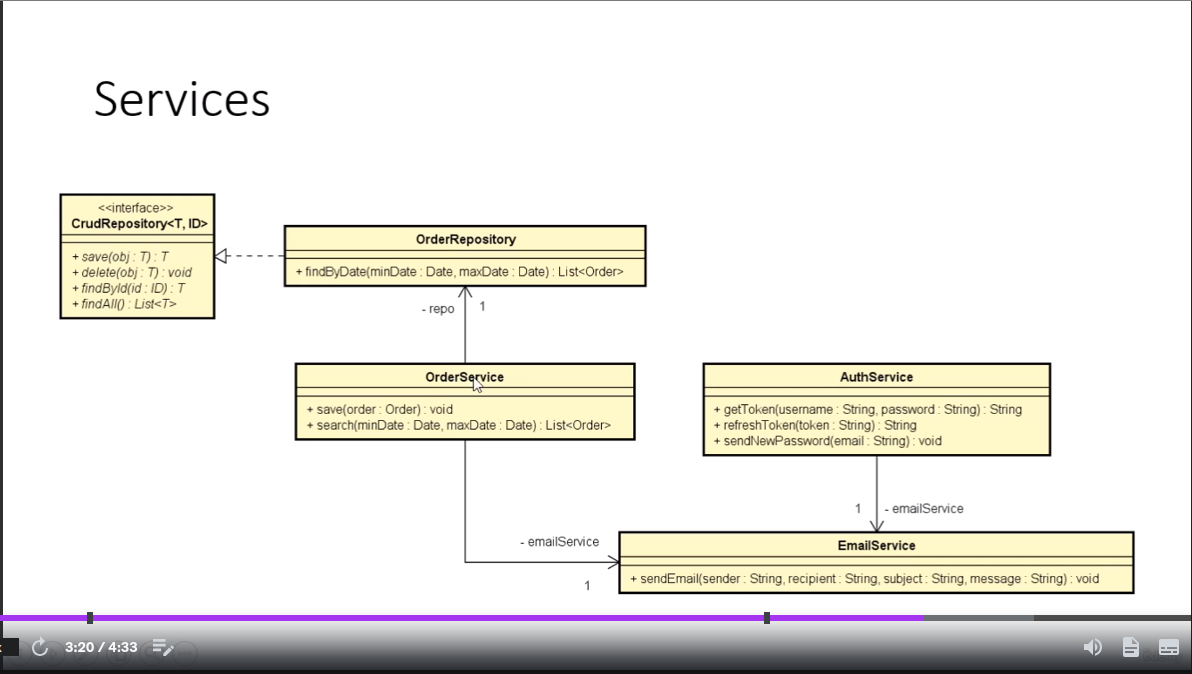 Services
<<interface>>
CrudRepository<T, ID>
+ save(obj : T) : T
+ delete(obj : T) : void
+ findById(id : ID) : T
+ findAll() : List<T>
OrderRepository
+ findByDate(minDate : Date, maxDate : Date) : List<Order>
- repo
1
OrderService
+ save(order : Order) : void
+ search(minDate : Date, maxDate : Date) : List<Order>
AuthService
+ getToken(username : String, password : String) : String
+ refreshToken(token : String) : String
+ sendNewPassword(email : String) : void
1
- emailService
- emailService
1
EmailService
+ sendEmail(sender : String, recipient : String, subject : String, message : String) : void
3:20 / 4:33